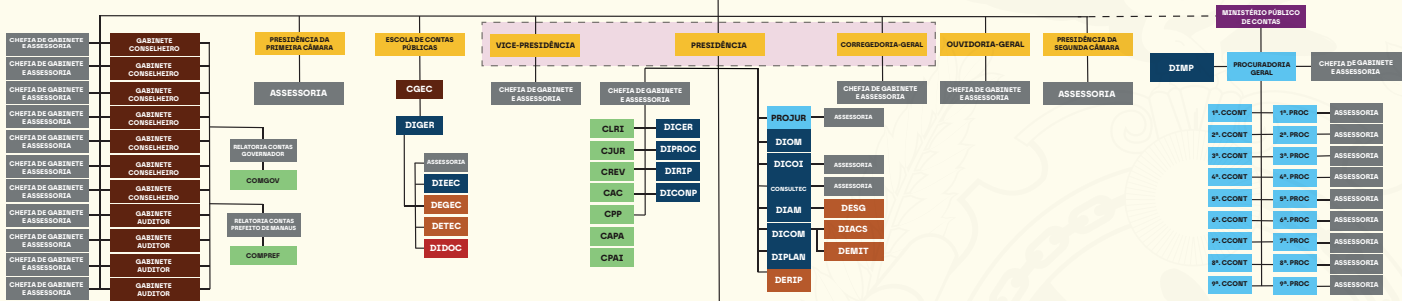 MINISTÉRIO PÚBLICO
DE CONTAS
CHEFIA DE GABINETE
E ASSESSORIA
CHEFIA DE GABINETE
E ASSESSORIA
CHEFIA DE GABINETE
E ASSESSORIA
CHEFIA DE GABINETE
E ASSESSORIA
CHEFIA DE GABINETE
E ASSESSORIA
CHEFIA DE GABINETE
E ASSESSORIA
CHEFIA DE GABINETE
E ASSESSORIA
CHEFIA DE GABINETE
E ASSESSORIA
CHEFIA DE GABINETE
E ASSESSORIA
CHEFIA DE GABINETE
E ASSESSORIA
CHEFIA DE GABINETE
E ASSESSORIA
GABINETE
CONSELHEIRO
GABINETE
CONSELHEIRO
GABINETE
CONSELHEIRO
GABINETE
CONSELHEIRO
GABINETE
CONSELHEIRO
GABINETE
CONSELHEIRO
GABINETE
CONSELHEIRO
GABINETE
AUDITOR
GABINETE
AUDITOR
GABINETE
AUDITOR
GABINETE
AUDITOR
RELATORIA CONTAS
GOVERNADOR
COMGOV
RELATORIA CONTAS
PREFEITO DE MANAUS
COMPREF
PRESIDÊNCIA DA
PRIMEIRA CÂMARA
ASSESSORIA
ESCOLA DE CONTAS
PÚBLICAS
CGEC
DIGER
ASSESSORIA
DIEEC
DEGEC
DETEC
DIDOC
VICE-PRESIDÊNCIA
CHEFIA DE GABINETE
E ASSESSORIA
PRESIDÊNCIA
CHEFIA DE GABINETE
E ASSESSORIA
CLRI
CJUR
CREV
CAC
CPP
CAPA
CPAI
DICER
DIPROC
DIRIP
DICONP
PROJUR
ASSESSORIA
DIOM
DICOI
ASSESSORIA
CONSULTEC
ASSESSORIA
DIAM
DESG
DICOM
DIACS
DEMIT
DIPLAN
DERIP
CORREGEDORIA-GERAL
CHEFIA DE GABINETE
E ASSESSORIA
OUVIDORIA-GERAL
CHEFIA DE GABINETE
E ASSESSORIA
PRESIDÊNCIA DA
SEGUNDA CÂMARA
ASSESSORIA
DIMP
PROCURADORIA
GERAL
CHEFIA DE GABINETE
E ASSESSORIA
1ª. CCONT 1ª. PROC ASSESSORIA
2ª. CCONT 2ª. PROC ASSESSORIA
3ª. CCONT 3ª. PROC ASSESSORIA
4ª. CCONT 4ª. PROC ASSESSORIA
5ª. CCONT 5ª. PROC ASSESSORIA
6ª. CCONT 6ª. PROC ASSESSORIA
7ª. CCONT 7ª. PROC ASSESSORIA
8ª. CCONT 8ª. PROC ASSESSORIA
9ª. CCONT 9ª. PROC ASSESSORIA